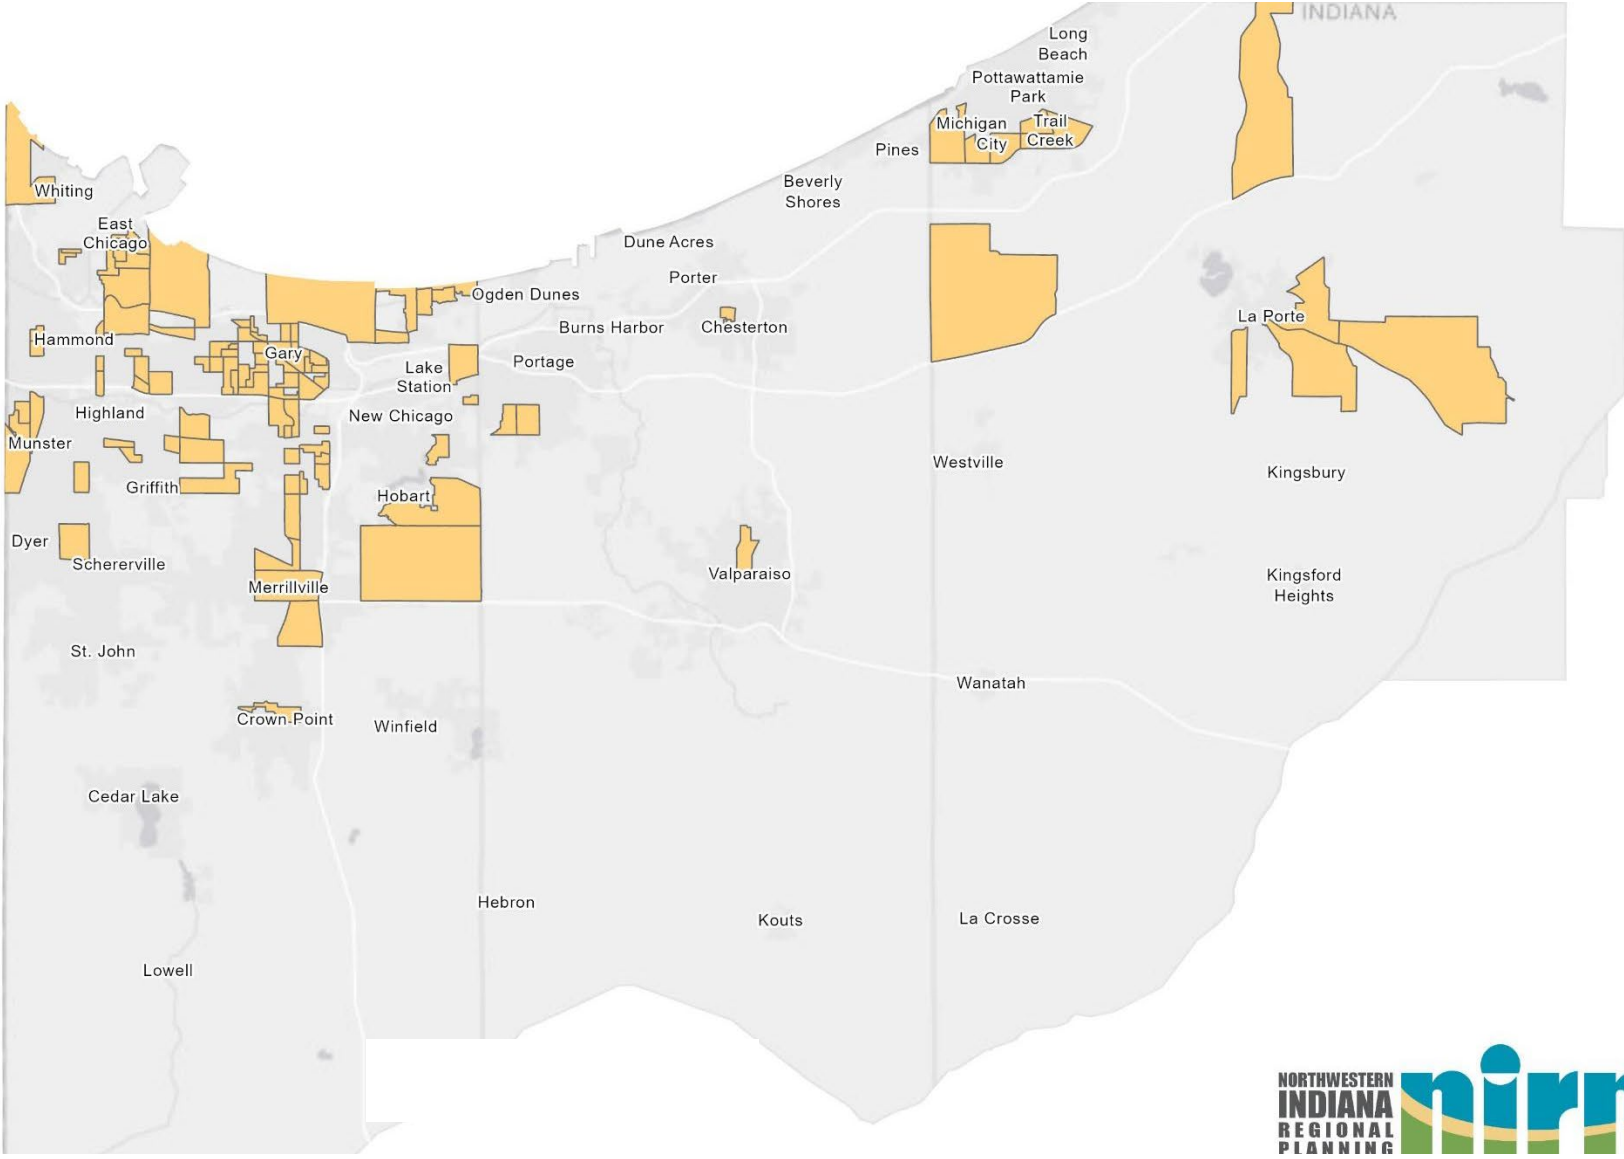 INDIANA
Long
Beach
Pottawattamie
Park
Michigan
City
Trail
Creek
Pines
Beverly
Shores
Whiting
East
Chicago
Dune Acres
Porter
Ogden Dunes
Burns Harbor
Chesterton
La Porte
Hammond
Gary
Lake
Station
Portage
Highland
New Chicago
Munster
Westville
Kingsbury
Griffith
Hobart
Dyer
Schererville
Valparaiso
Kingsford
Heights
Merrillville
St. John
Wanatah
Crown Point
Winfield
Cedar Lake
Hebron
Kouts
La Crosse
Lowell
NORTHWESTERN
INDIANA
REGIONAL
PLANNING
nir